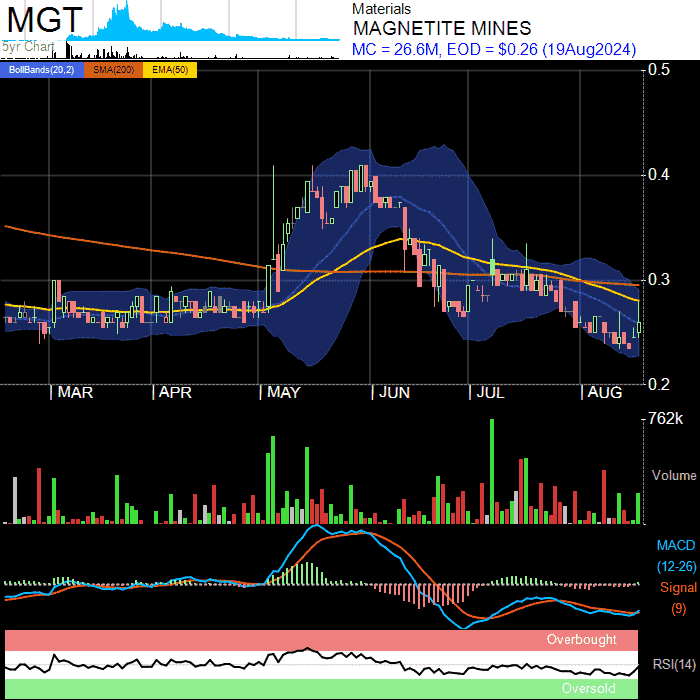 MGT
5yr Chart
Materials
MAGNETITE MINES
MC = 26.6M, EOD = $0.26 (19Aug2024)
BollBands(20,2) SMA(200) EMA(50)
0.5
0.4
0.3
0.2
MAR APR MAY JUN JUL AUG
762k
Volume
MACD
(12-26)
Signal
(9)
Overbought
RSI(14)
Oversold